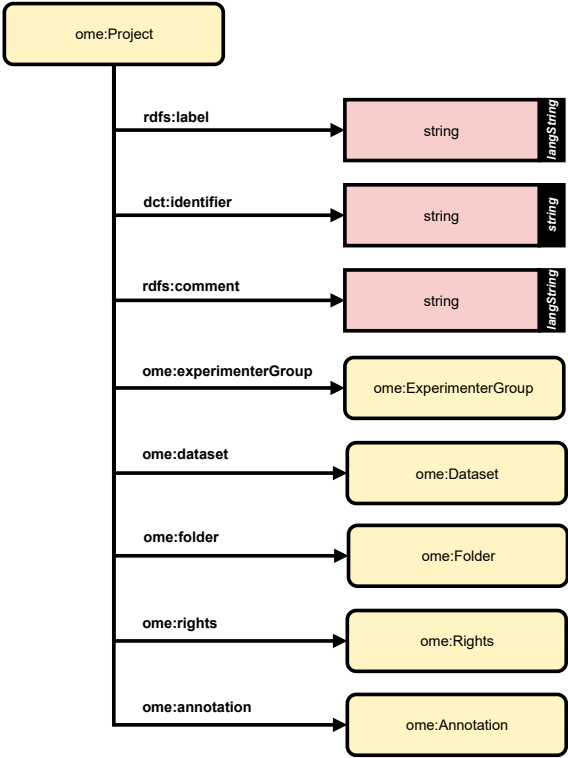 ome:Project
rdfs:label
string
langString
dct:identifier
string
string
rdfs:comment
string
langString
ome:experimenterGroup
ome:ExperimenterGroup
ome:dataset
ome:Dataset
ome:folder
ome:Folder
ome:rights
ome:Rights
ome:annotation
ome:Annotation